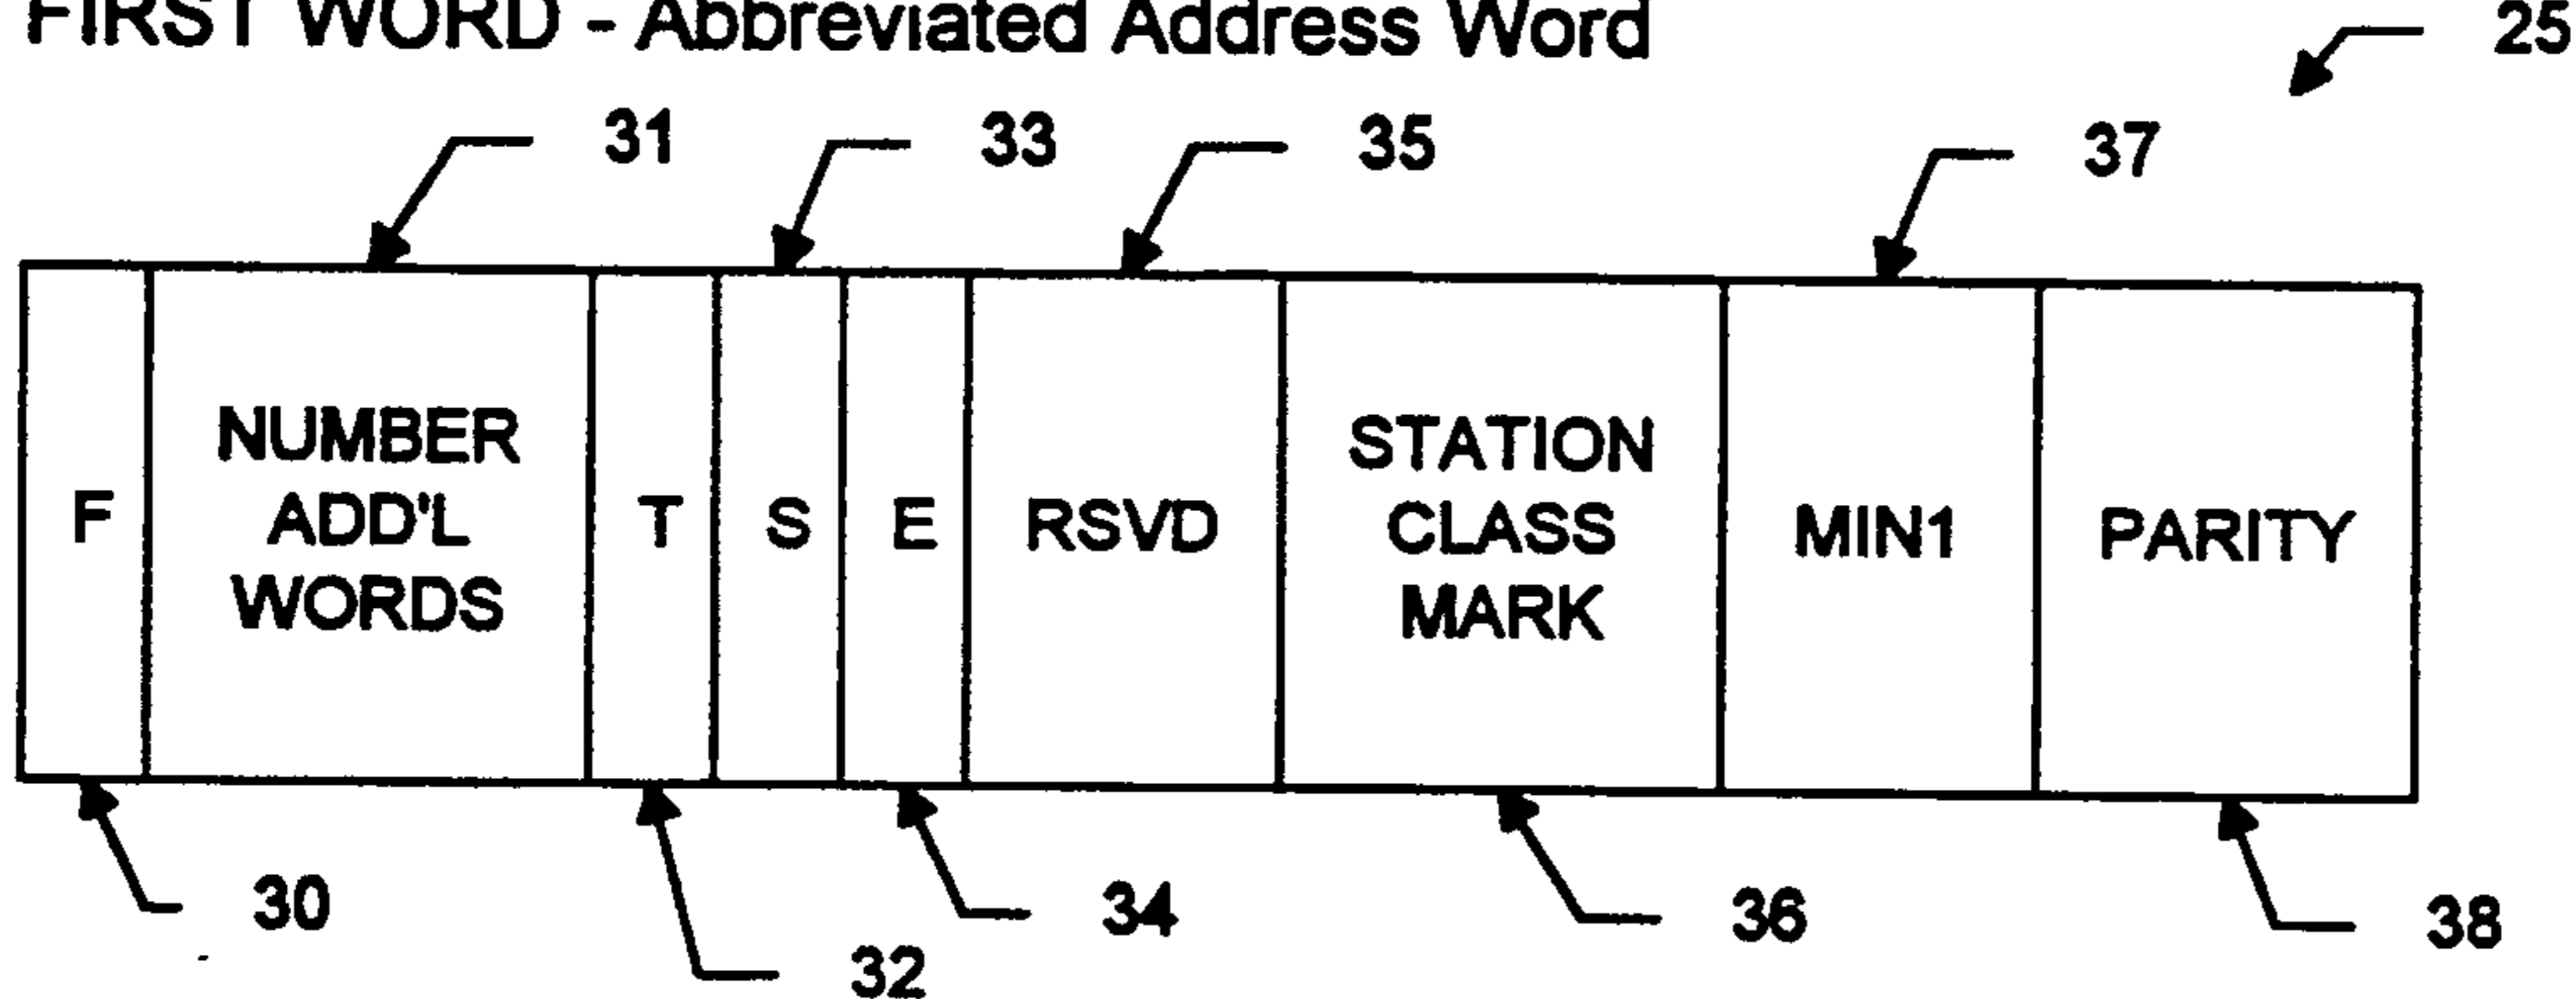 FIRST WORD - Abbreviated Address Word
25
31
33
35
37
F
NUMBER
ADD'L
WORDS
T
S
E
RSVD
STATION
CLASS
MARK
MIN1
PARITY
30
32
34
36
38